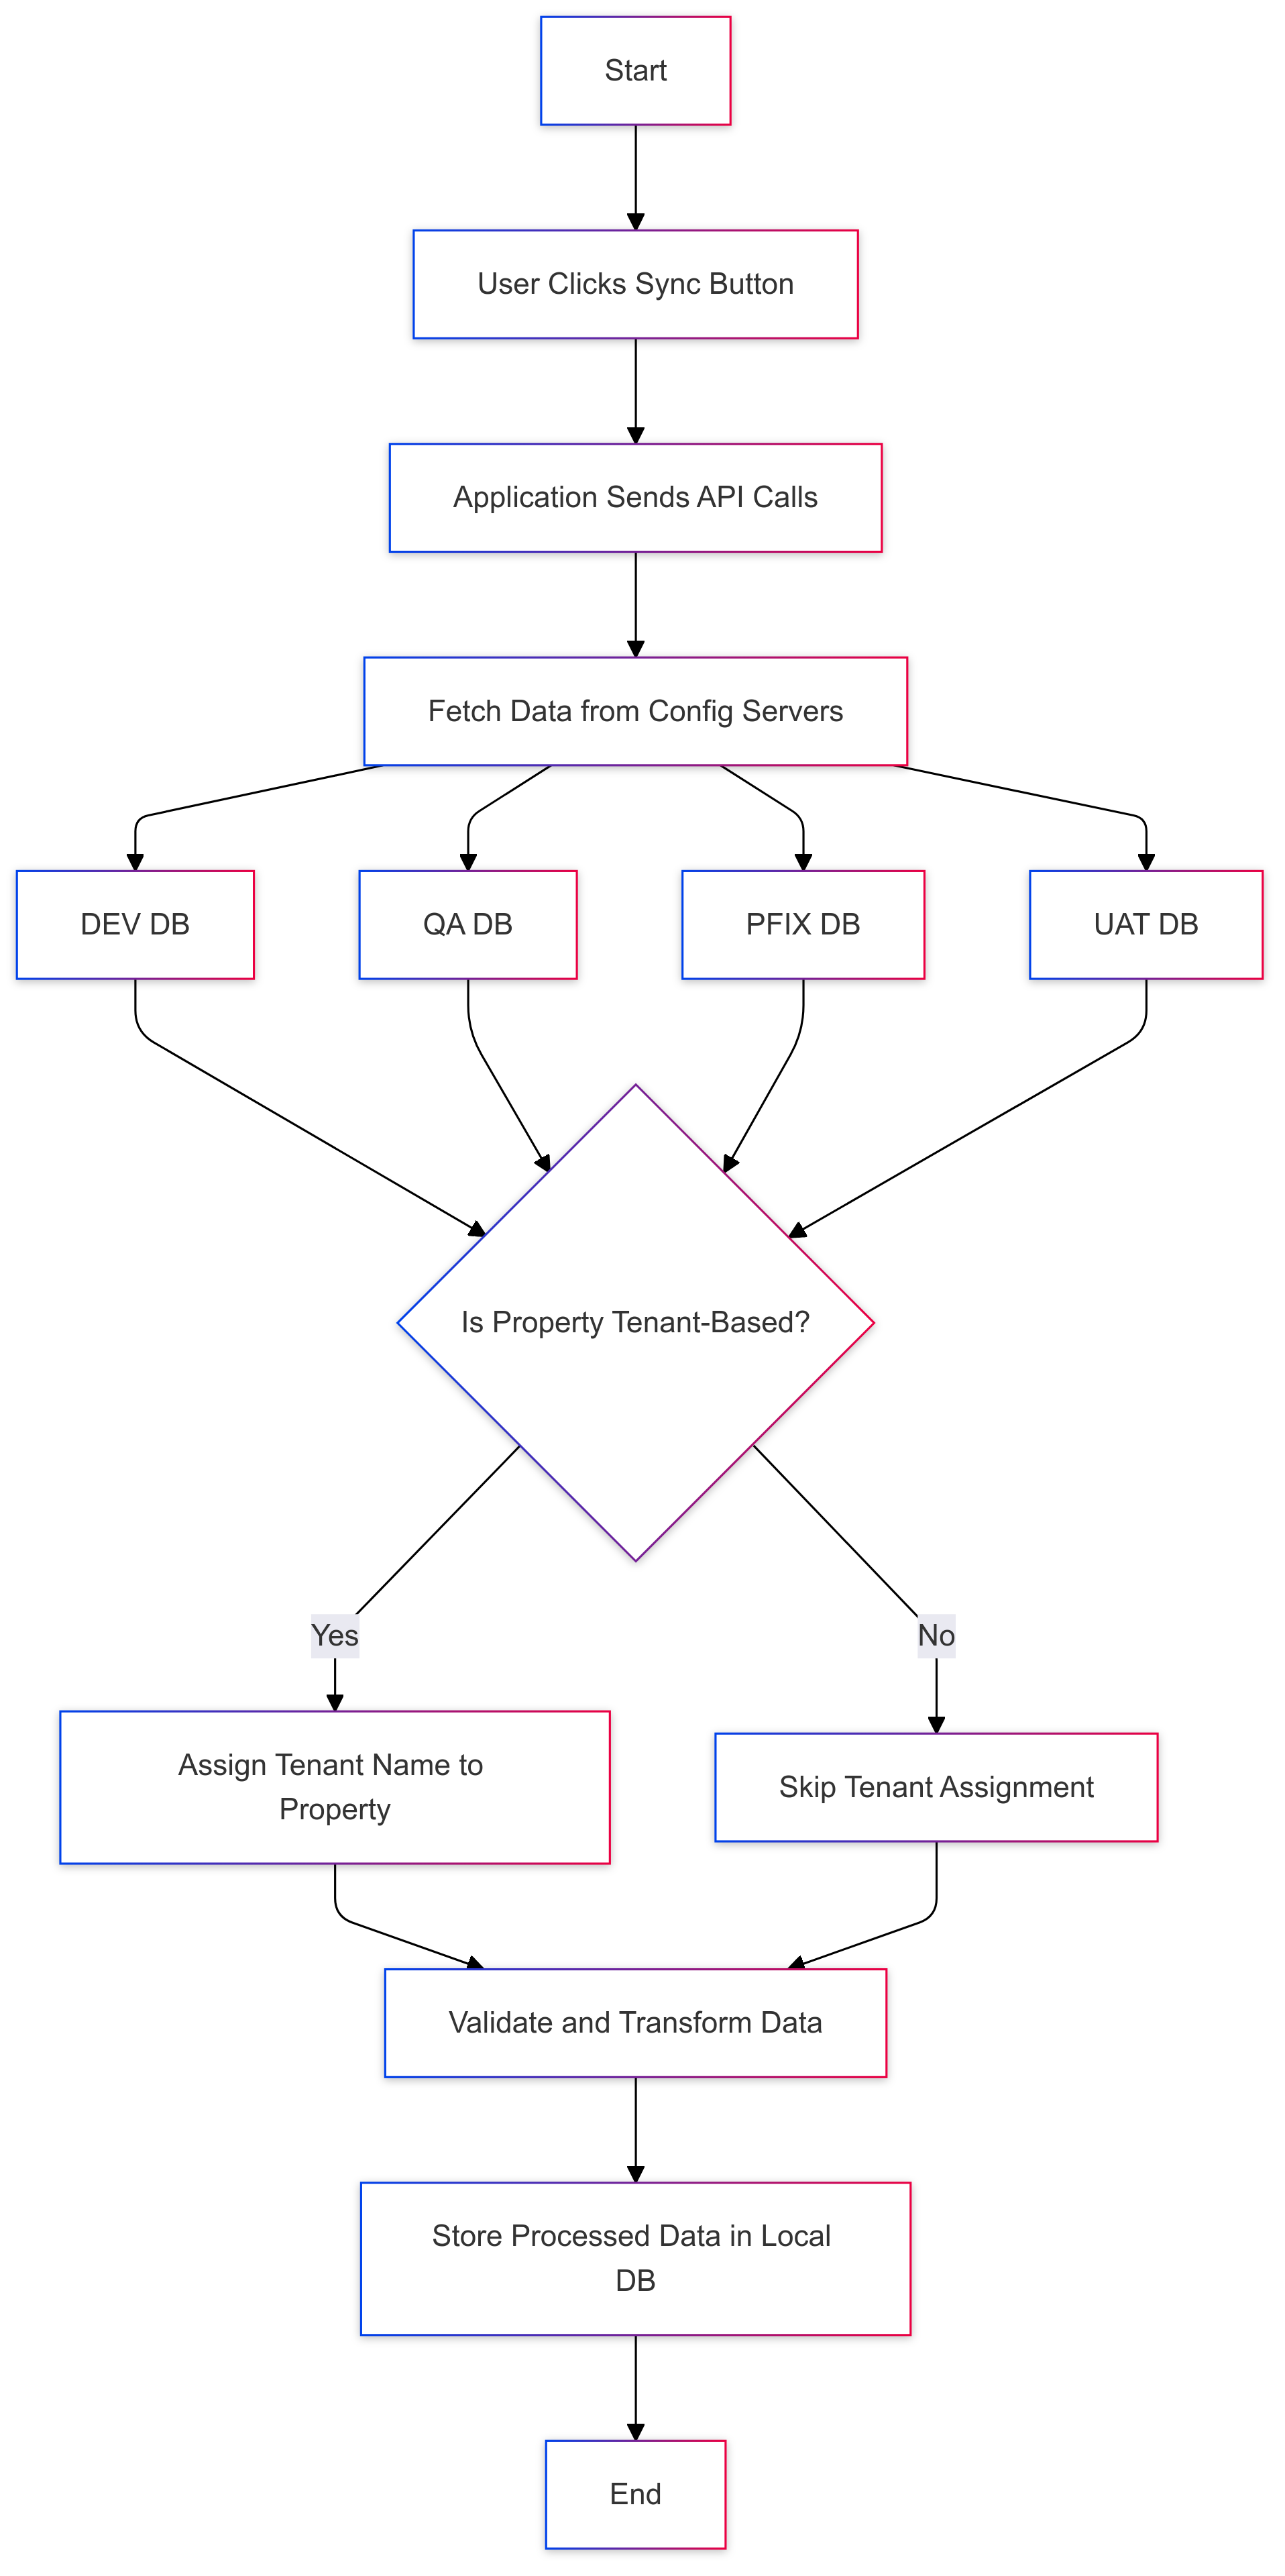 Start
User Clicks Sync Button
Application Sends API Calls
Fetch Data from Config Servers
DEV DB
QA DB
PFIX DB
UAT DB
Is Property Tenant-Based?
Yes
No
Assign Tenant Name to
Property
Skip Tenant Assignment
Validate and Transform Data
Store Processed Data in Local
DB
End